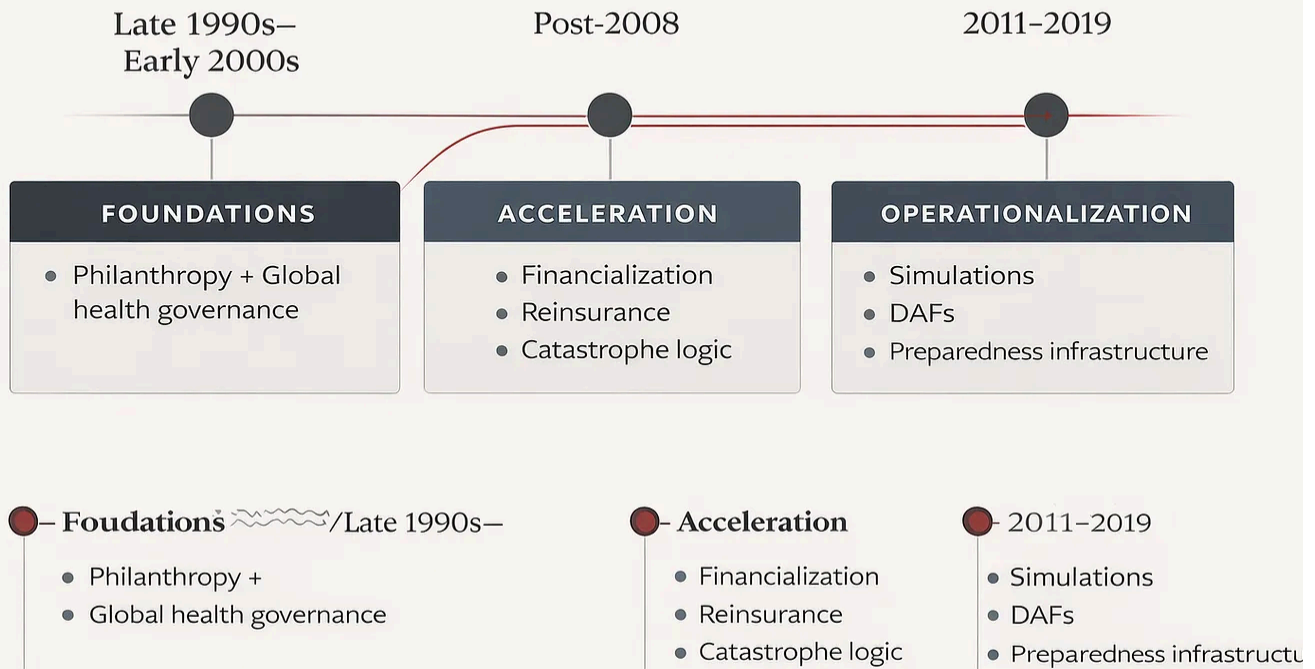 Late 1990s–
Early 2000s
Post-2008
2011–2019
FOUNDATIONS
Philanthropy + Global
health governance
ACCELERATION
Financialization
Reinsurance
Catastrophe logic
OPERATIONALIZATION
Simulations
DAFs
Preparedness infrastructure
Foudations /Late 1990s–
Philanthropy +
Global health governance
Acceleration
Financialization
Reinsurance
Catastrophe logic
2011–2019
Simulations
DAFs
Preparedness infrastructu